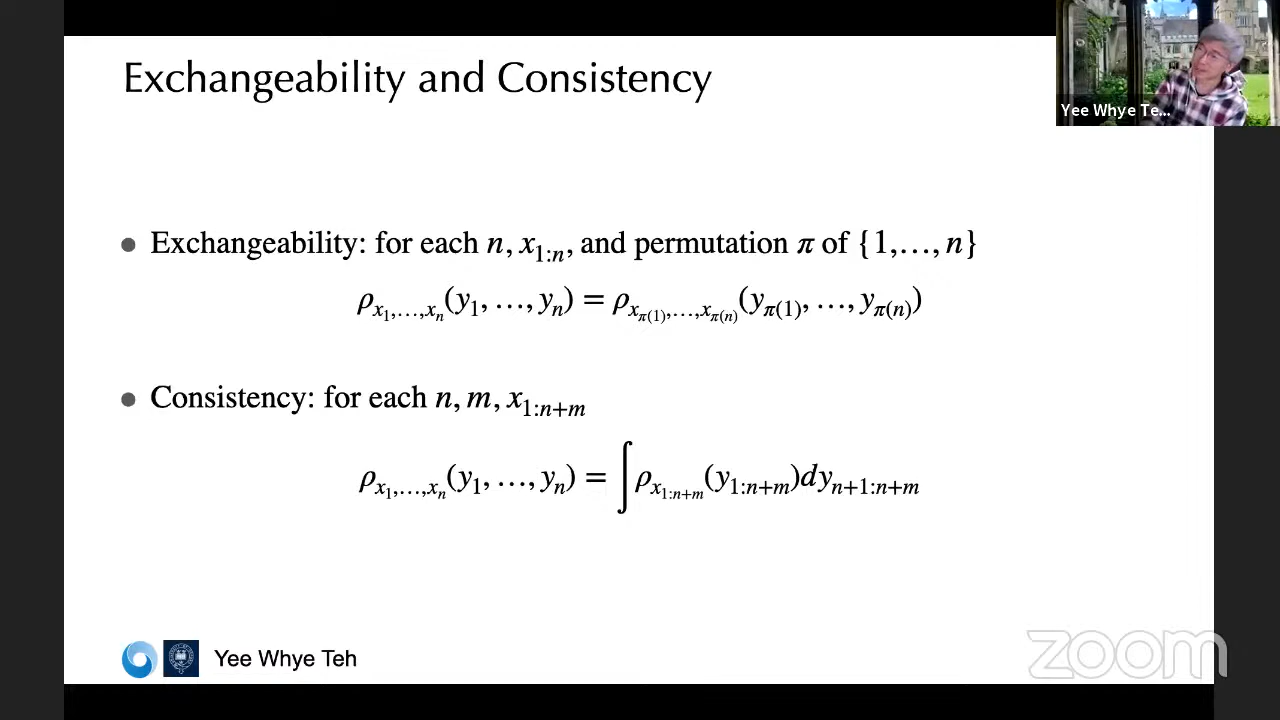 Exchangeability and Consistency
Yee Whye Te...
• Exchangeability: for each n, x_{1:n}, and permutation π of {1,…, n}
ρ_{x_1,…,x_n}(y_1, …, y_n) = ρ_{x_{π(1)},…,x_{π(n)}}(y_{π(1)}, …, y_{π(n)})
• Consistency: for each n, m, x_{1:n+m}
ρ_{x_1,…,x_n}(y_1, …, y_n) = ∫ρ_{x_{1:n+m}}(y_{1:n+m})dy_{n+1:n+m}
Yee Whye Teh
zoom